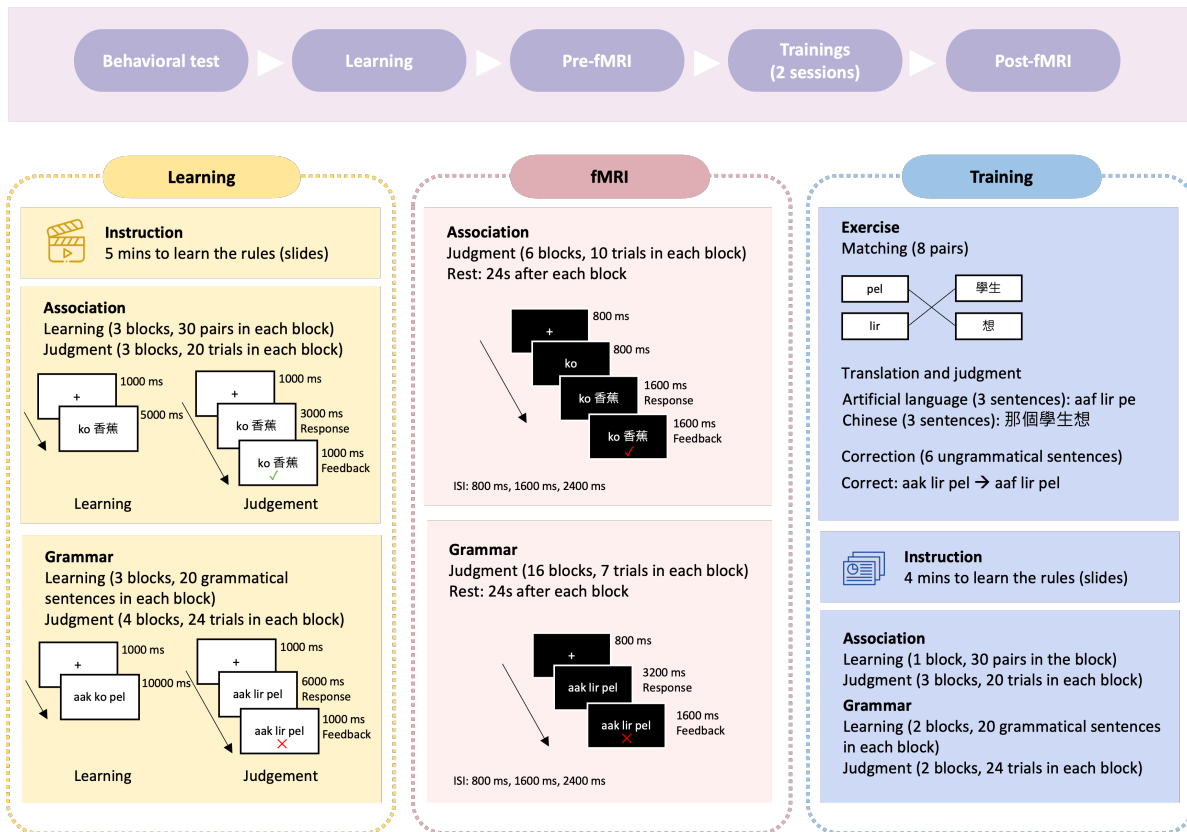 Behavioral test
Learning
Pre-fMRI
Trainings
(2 sessions)
Post-fMRI
Learning
Instruction
5 mins to learn the rules (slides)
Association
Learning (3 blocks, 30 pairs in each block)
Judgment (3 blocks, 20 trials in each block)
+
1000 ms
ko 香蕉
5000 ms
Learning
+
1000 ms
ko 香蕉
3000 ms
Response
ko 香蕉
✓
1000 ms
Feedback
Judgement
Grammar
Learning (3 blocks, 20 grammatical
sentences in each block)
Judgment (4 blocks, 24 trials in each block)
+
1000 ms
aak ko pel
10000 ms
Learning
+
1000 ms
aak lir pel
6000 ms
Response
aak lir pel
✕
1000 ms
Feedback
Judgement
fMRI
Association
Judgment (6 blocks, 10 trials in each block)
Rest: 24s after each block
+
800 ms
ko
800 ms
ko 香蕉
1600 ms
Response
ko 香蕉
✓
1600 ms
Feedback
ISI: 800 ms, 1600 ms, 2400 ms
Grammar
Judgment (16 blocks, 7 trials in each block)
Rest: 24s after each block
+
800 ms
aak lir pel
3200 ms
Response
aak lir pel
✕
1600 ms
Feedback
ISI: 800 ms, 1600 ms, 2400 ms
Training
Exercise
Matching (8 pairs)
pel
學生
lir
想
Translation and judgment
Artificial language (3 sentences): aaf lir pe
Chinese (3 sentences): 那個學生想
Correction (6 ungrammatical sentences)
Correct: aak lir pel → aaf lir pel
Instruction
4 mins to learn the rules (slides)
Association
Learning (1 block, 30 pairs in the block)
Judgment (3 blocks, 20 trials in each block)
Grammar
Learning (2 blocks, 20 grammatical sentences
in each block)
Judgment (2 blocks, 24 trials in each block)